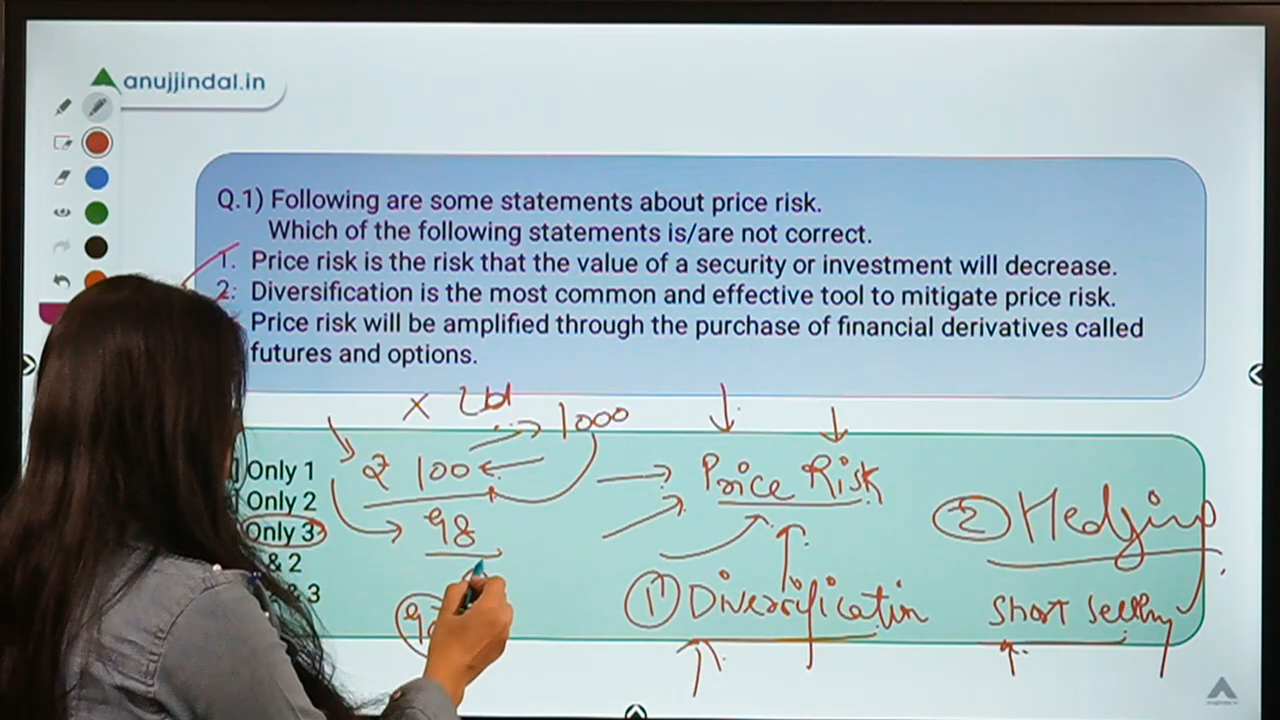 anujjindal.in
Q.1) Following are some statements about price risk.
Which of the following statements is/are not correct.
1. Price risk is the risk that the value of a security or investment will decrease.
2: Diversification is the most common and effective tool to mitigate price risk.
Price risk will be amplified through the purchase of financial derivatives called
futures and options.
X
1000
Only 1
₹ 100
Price Risk
Only 2
98
② Hedging
Only 3
& 2
① Diversification
Short Selling
3